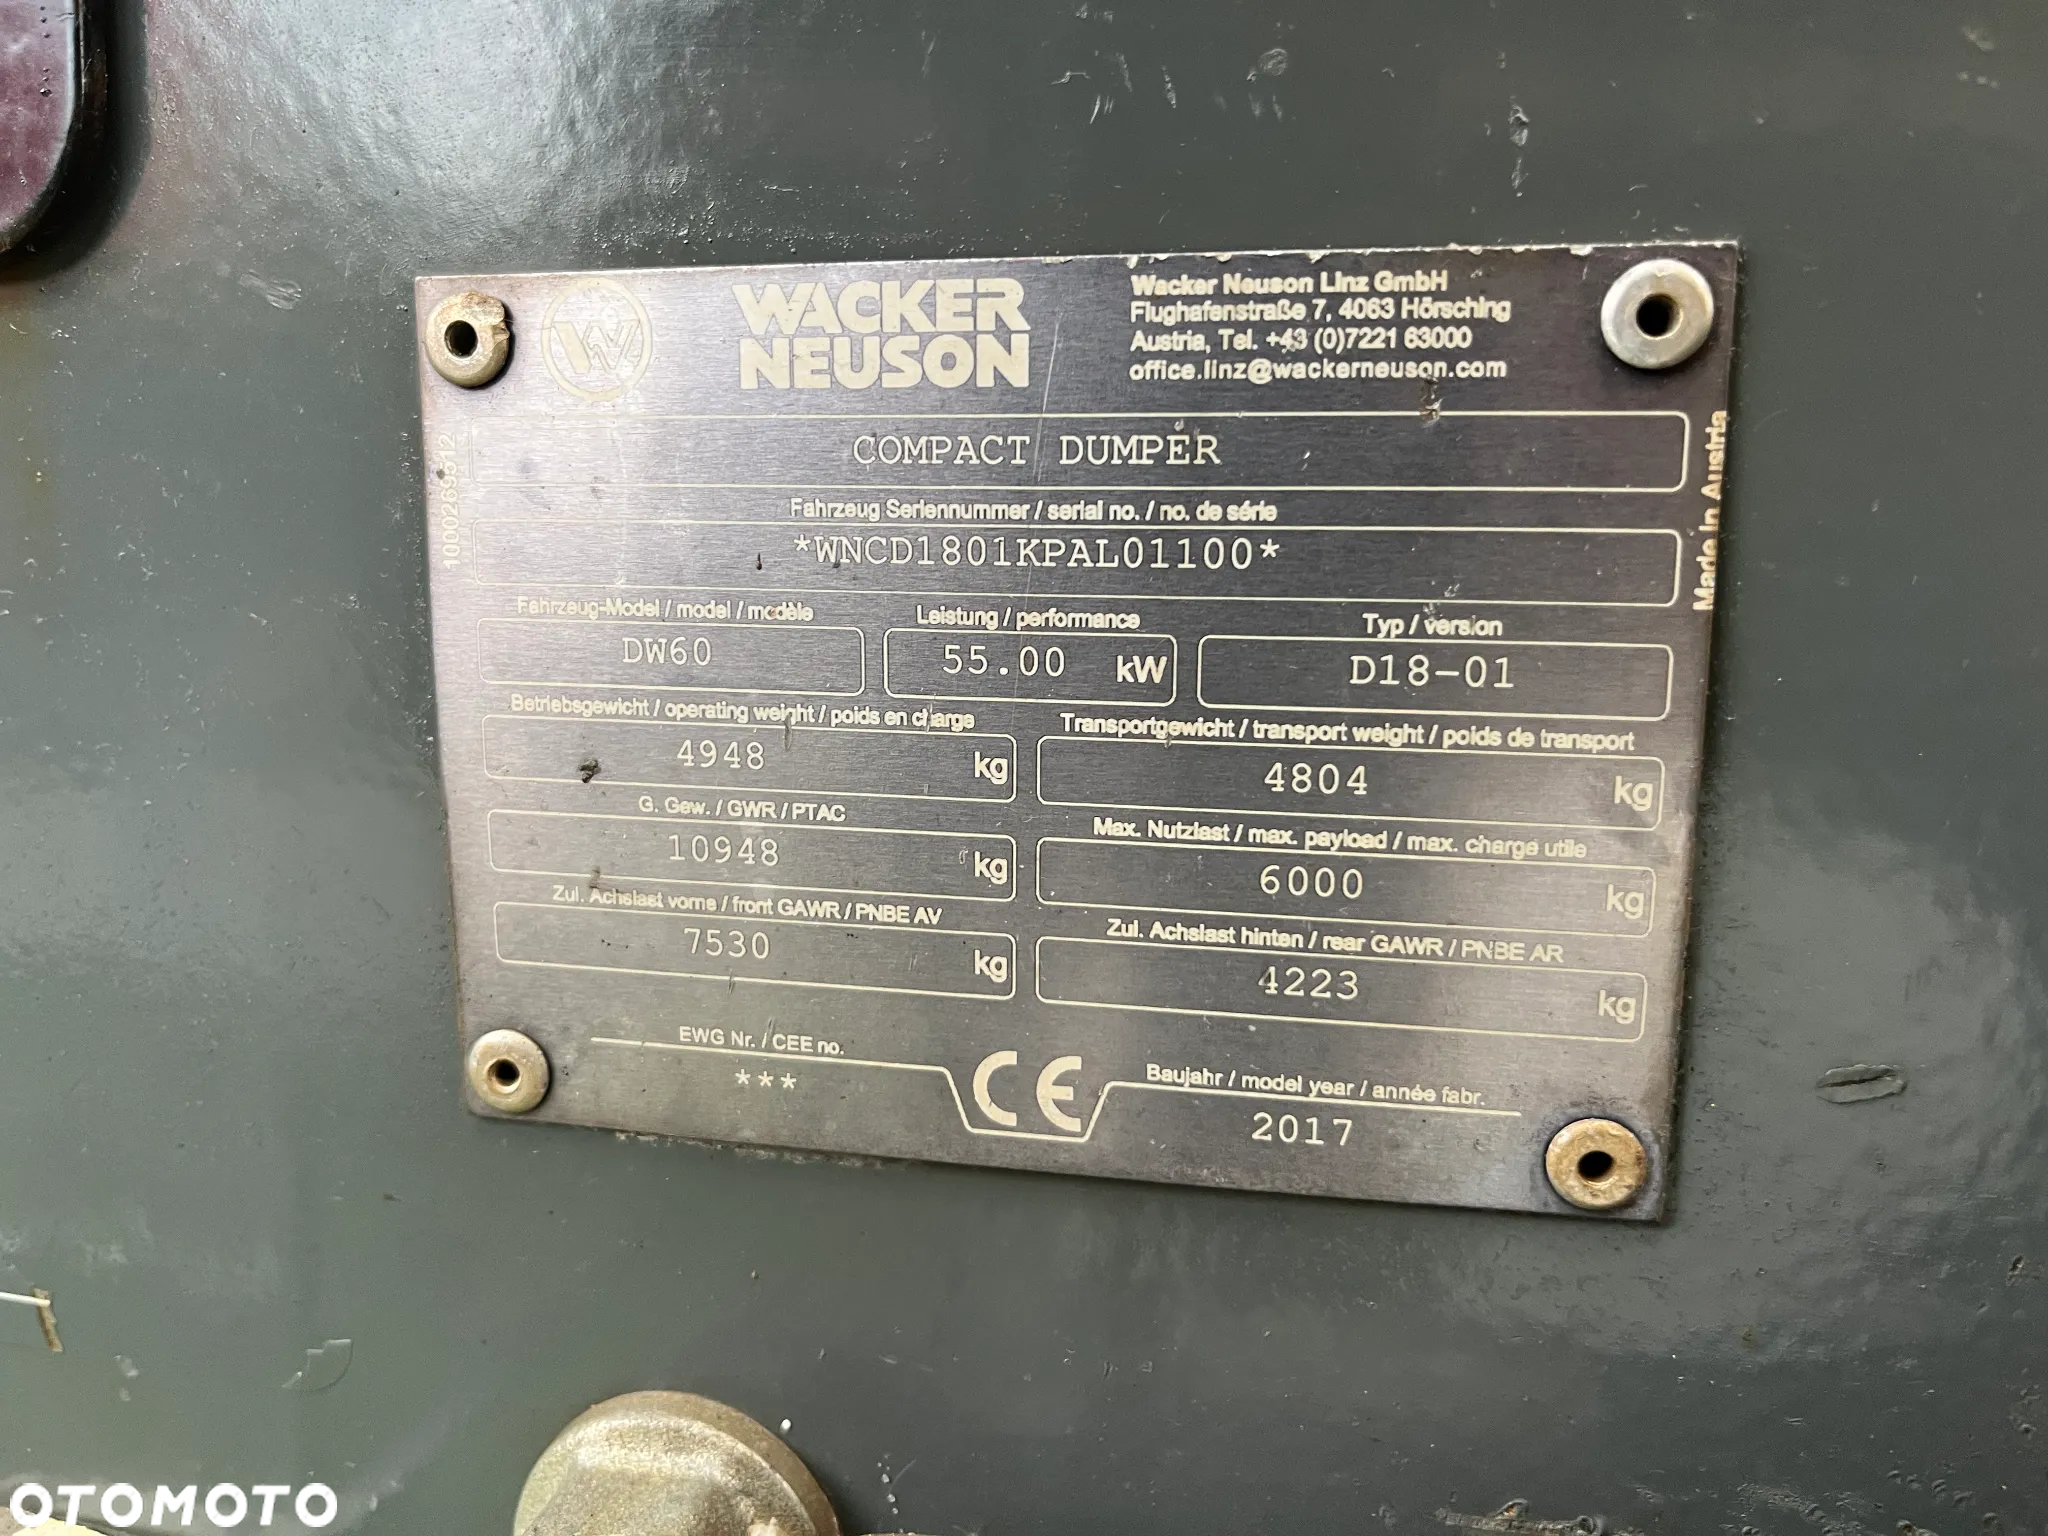 WACKER
NEUSON
Wacker Neuson Linz GmbH
Flughafenstraße 7, 4063 Hörsching
Austria, Tel. +43 (0)7221 63000
office.linz@wackerneuson.com
COMPACT DUMPER
1000269512
Made in Austria
Fahrzeug Seriennummer / serial no. / no. de série
*WNCD1801KPAL01100*
Fahrzeug-Model / model / modèle
DW60
Leistung / performance
55.00 kW
Typ / version
D18-01
Betriebsgewicht / operating weight / poids en charge
4948 kg
Transportgewicht / transport weight / poids de transport
4804 kg
G. Gew. / GWR / PTAC
10948 kg
Max. Nutzlast / max. payload / max. charge utile
6000 kg
Zul. Achslast vorne / front GAWR / PNBE AV
7530 kg
Zul. Achslast hinten / rear GAWR / PNBE AR
4223 kg
EWG Nr. / CEE no.
***
CE
Baujahr / model year / année fabr.
2017
OTOMOTO